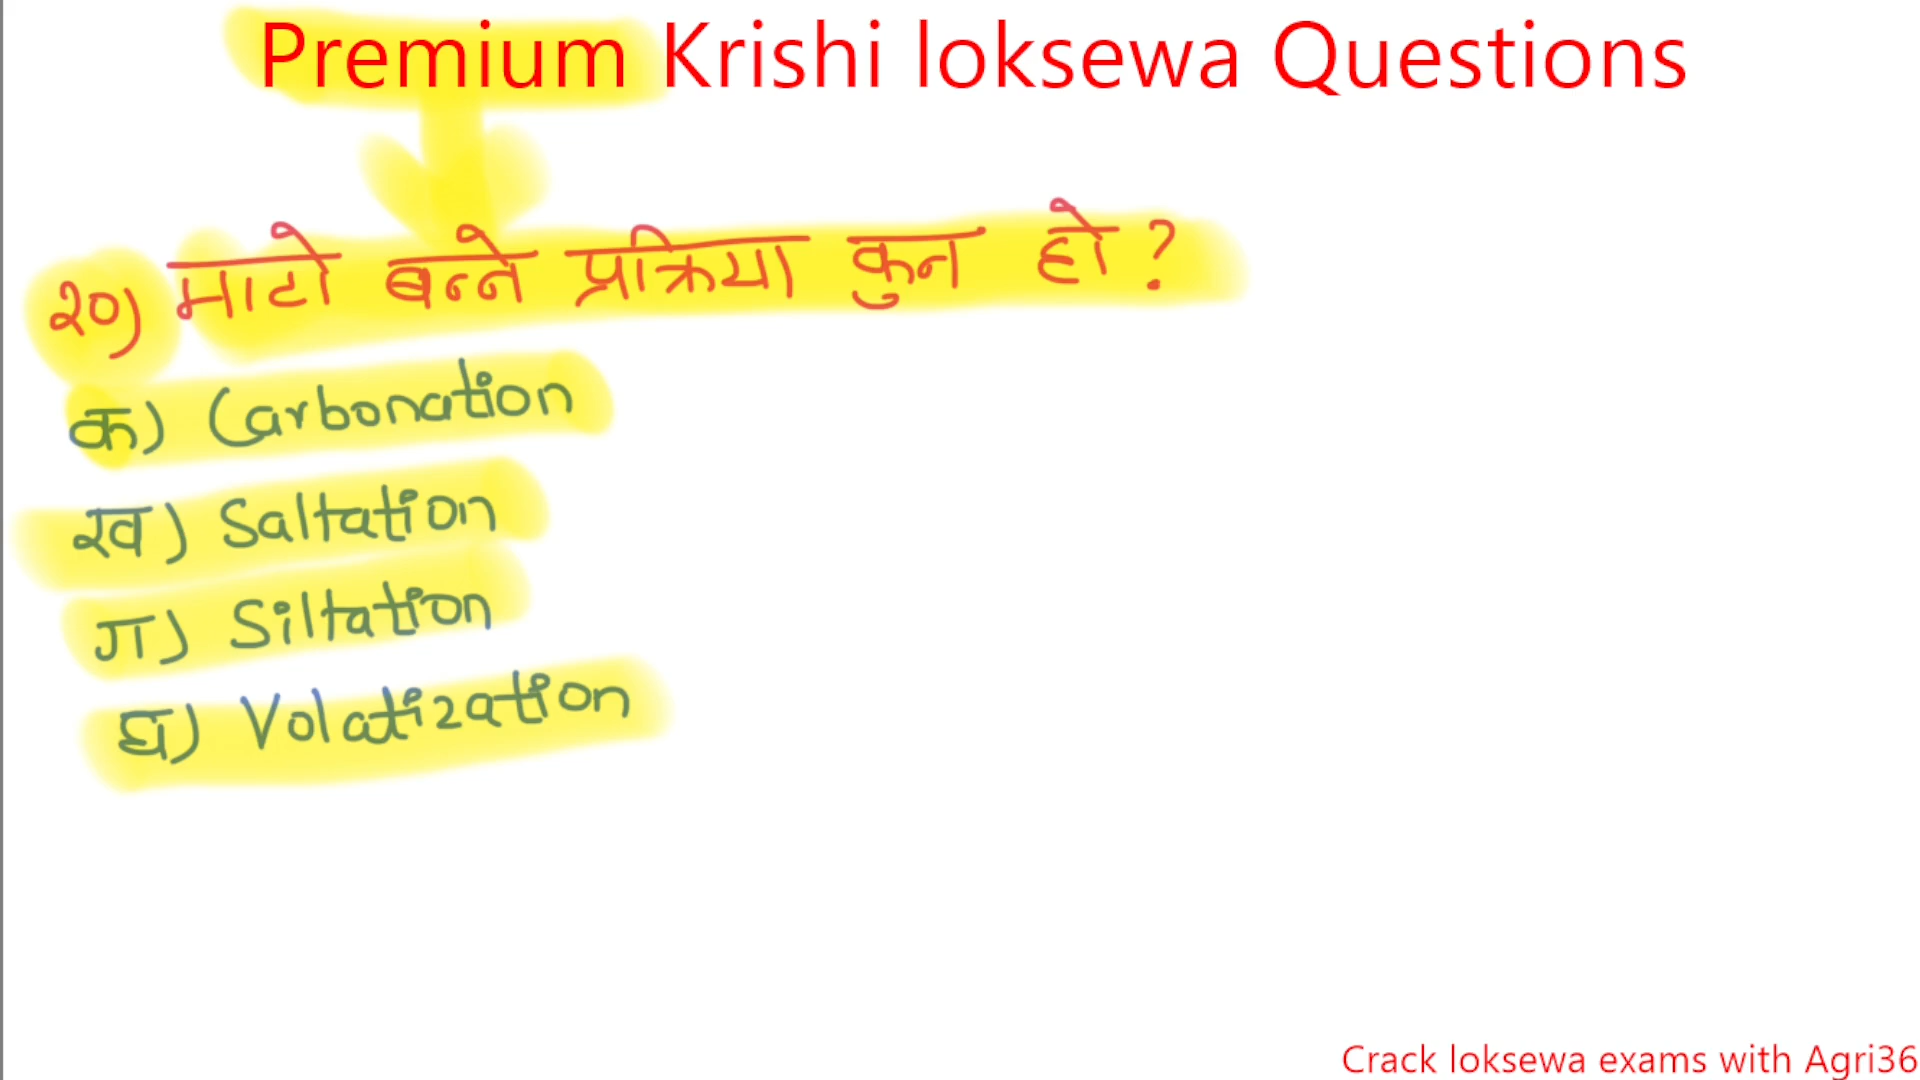 Premium Krishi loksewa Questions
२०) माटो बन्ने प्रक्रिया कुन हो ?
क) Carbonation
ख) Saltation
ग) Siltation
घ) Volatization
Crack loksewa exams with Agri36